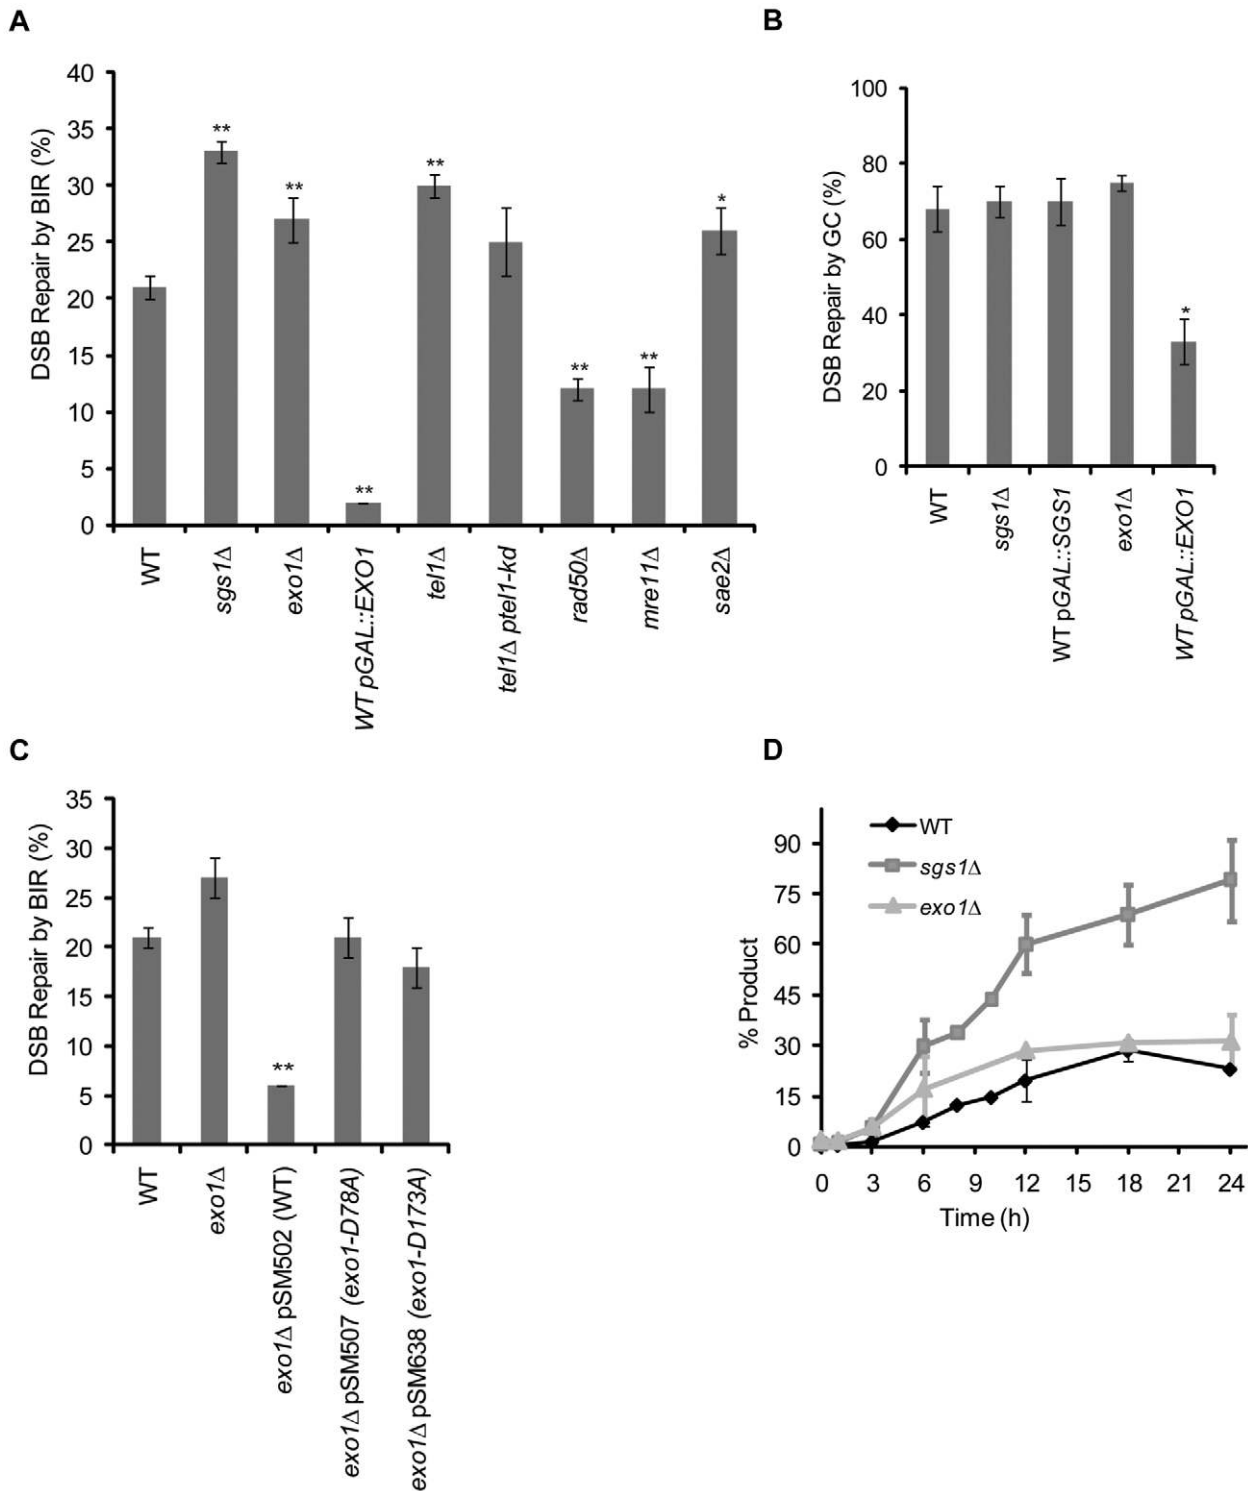 A
DSB Repair by BIR (%)
40
35
30
25
20
15
10
5
0
**
**
**
**
**
**
*
WT
sgs1Δ
exo1Δ
WT pGAL::EXO1
tel1Δ
tel1Δ ptel1-kd
rad50Δ
mre11Δ
sae2Δ
B
DSB Repair by GC (%)
100
80
60
40
20
0
*
WT
sgs1Δ
WT pGAL::SGS1
exo1Δ
WT pGAL::EXO1
C
DSB Repair by BIR (%)
35
30
25
20
15
10
5
0
**
WT
exo1Δ
exo1Δ pSM502 (WT)
exo1Δ pSM507 (exo1-D78A)
exo1Δ pSM638 (exo1-D173A)
D
WT
sgs1Δ
exo1Δ
% Product
90
75
60
45
30
15
0
0 3 6 9 12 15 18 21 24
Time (h)